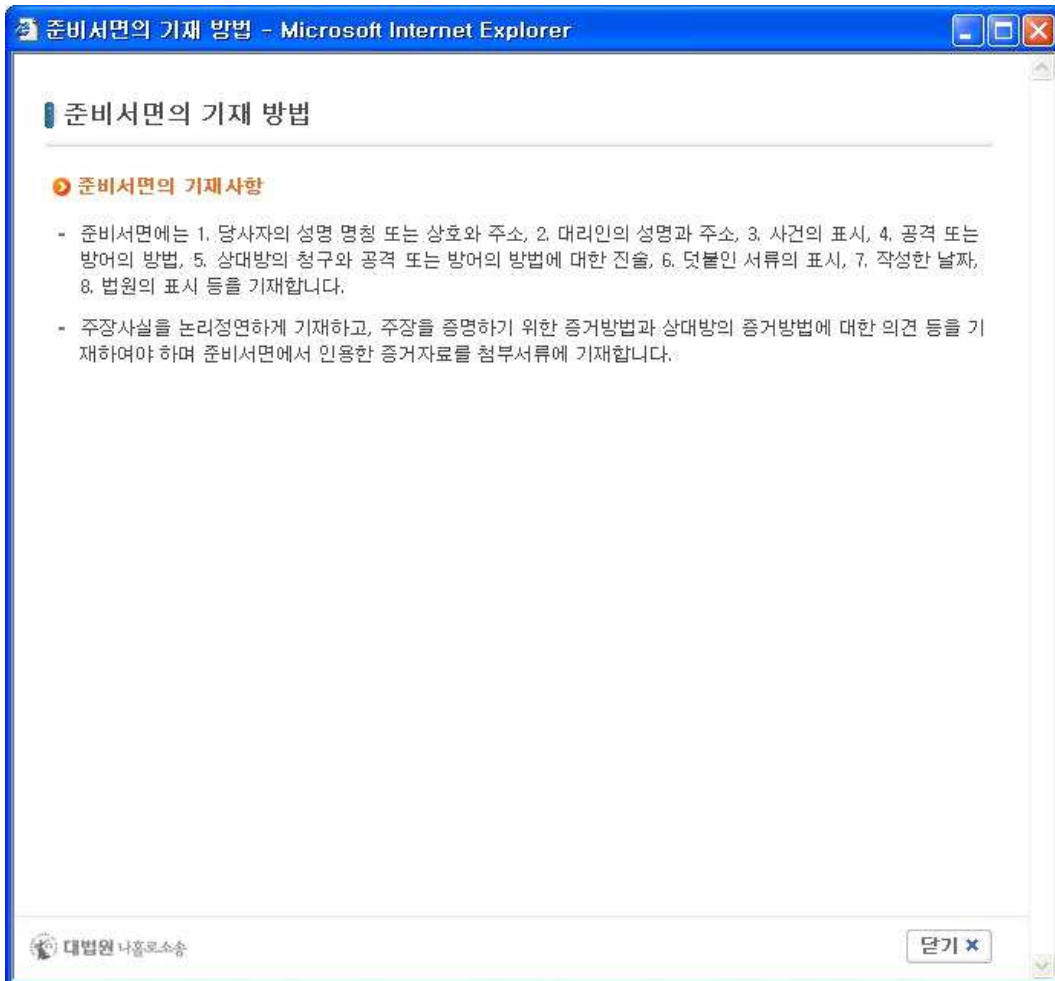 준비서면의 기재 방법 - Microsoft Internet Explorer
준비서면의 기재 방법
준비서면의 기재사항
- 준비서면에는 1. 당사자의 성명 명칭 또는 상호와 주소, 2. 대리인의 성명과 주소, 3. 사건의 표시, 4. 공격 또는
방어의 방법, 5. 상대방의 청구와 공격 또는 방어의 방법에 대한 진술, 6. 덧붙인 서류의 표시, 7. 작성한 날짜,
8. 법원의 표시 등을 기재합니다.
- 주장사실을 논리정연하게 기재하고, 주장을 증명하기 위한 증거방법과 상대방의 증거방법에 대한 의견 등을 기
재하여야 하며 준비서면에서 인용한 증거자료를 첨부서류에 기재합니다.
대법원 나홀로소송
닫기